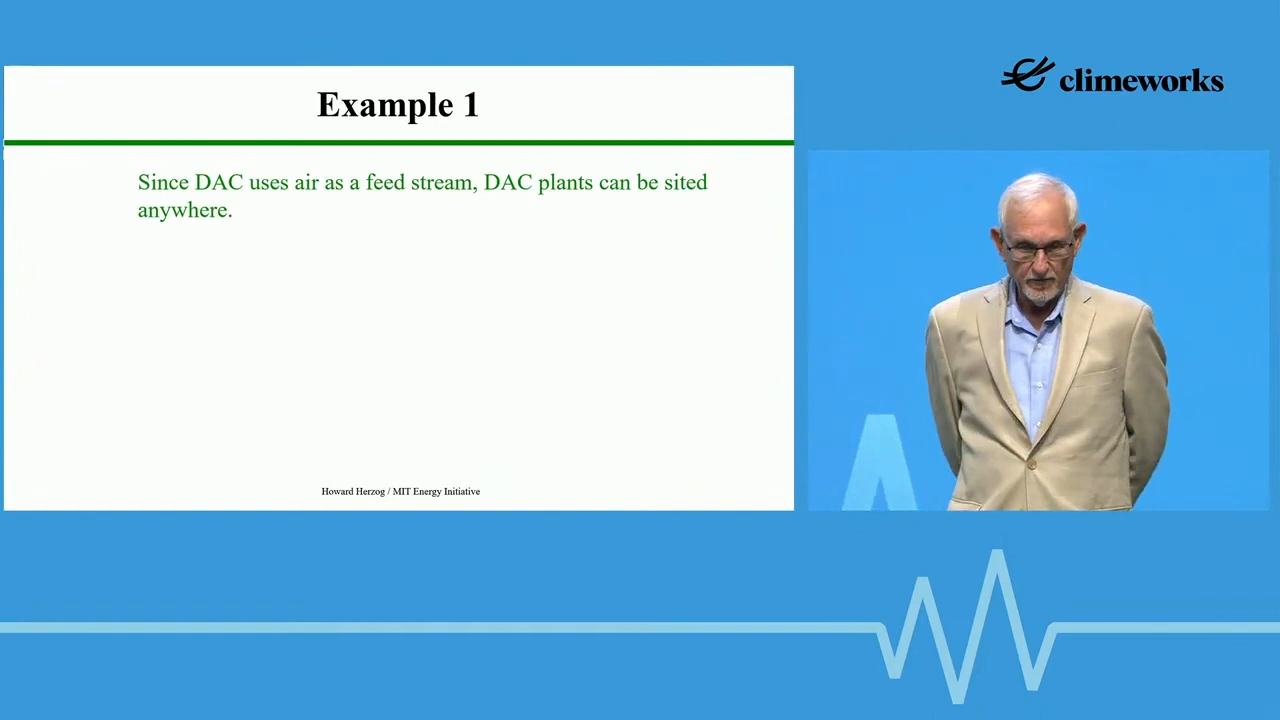 climeworks
Example 1
Since DAC uses air as a feed stream, DAC plants can be sited
anywhere.
Howard Herzog / MIT Energy Initiative
A